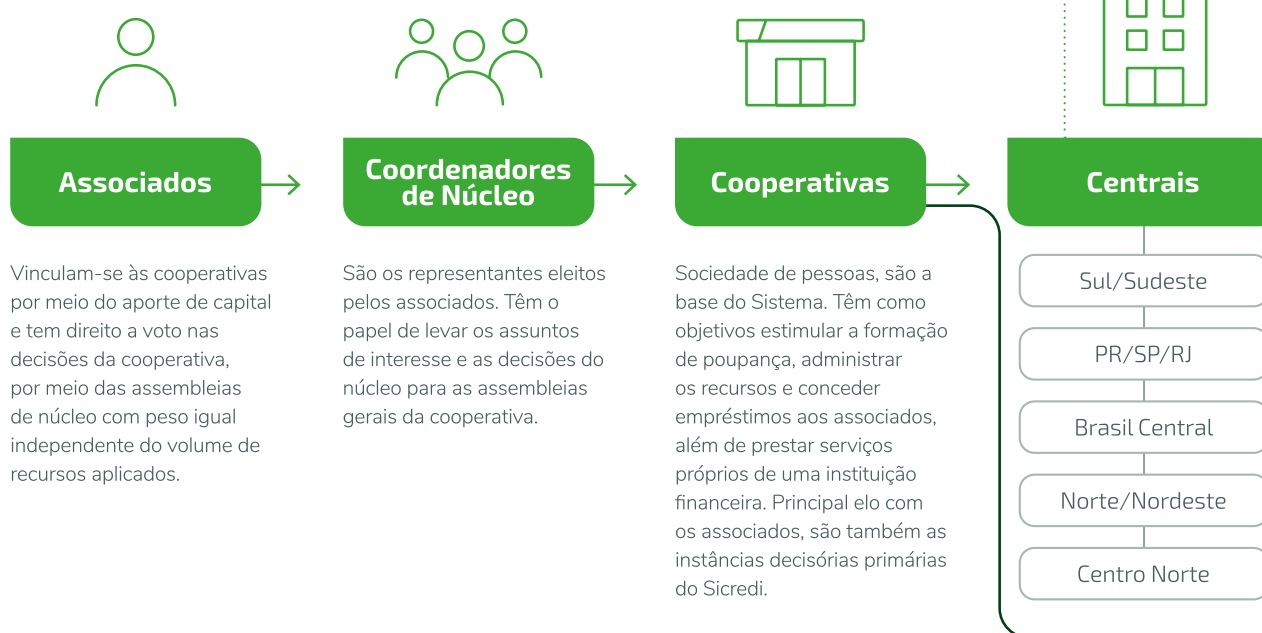 Associados
Vinculam-se às cooperativas
por meio do aporte de capital
e tem direito a voto nas
decisões da cooperativa,
por meio das assembleias
de núcleo com peso igual
independente do volume de
recursos aplicados.
Coordenadores
de Núcleo
São os representantes eleitos
pelos associados. Têm o
papel de levar os assuntos
de interesse e as decisões do
núcleo para as assembleias
gerais da cooperativa.
Cooperativas
Sociedade de pessoas, são a
base do Sistema. Têm como
objetivos estimular a formação
de poupança, administrar
os recursos e conceder
empréstimos aos associados,
além de prestar serviços
próprios de uma instituição
financeira. Principal elo com
os associados, são também as
instâncias decisórias primárias
do Sicredi.
Centrais
Sul/Sudeste
PR/SP/RJ
Brasil Central
Norte/Nordeste
Centro Norte